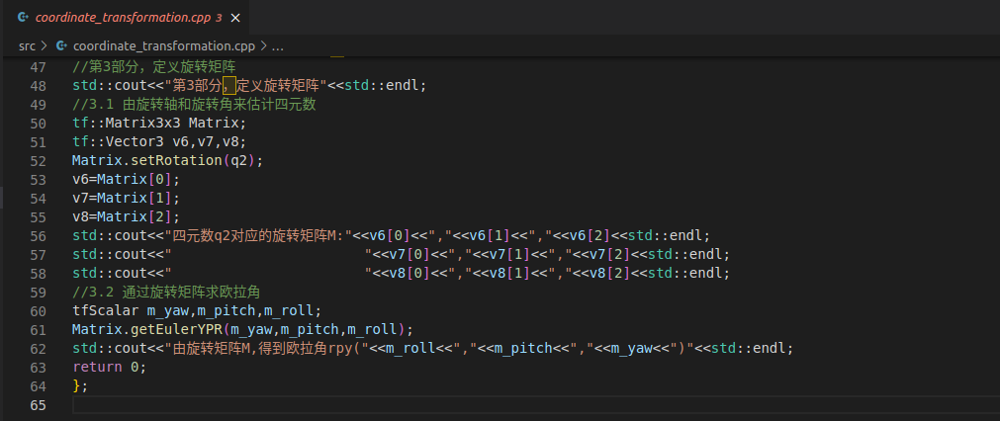 coordinate_transformation.cpp 3 ×
src > coordinate_transformation.cpp > ...
47 //第3部分，定义旋转矩阵
48 std::cout<<"第3部分，定义旋转矩阵"<<std::endl;
49 //3.1 由旋转轴和旋转角来估计四元数
50 tf::Matrix3x3 Matrix;
51 tf::Vector3 v6,v7,v8;
52 Matrix.setRotation(q2);
53 v6=Matrix[0];
54 v7=Matrix[1];
55 v8=Matrix[2];
56 std::cout<<"四元数q2对应的旋转矩阵M:"<<v6[0]<<","<<v6[1]<<","<<v6[2]<<std::endl;
57 std::cout<<"                       "<<v7[0]<<","<<v7[1]<<","<<v7[2]<<std::endl;
58 std::cout<<"                       "<<v8[0]<<","<<v8[1]<<","<<v8[2]<<std::endl;
59 //3.2 通过旋转矩阵求欧拉角
60 tfScalar m_yaw,m_pitch,m_roll;
61 Matrix.getEulerYPR(m_yaw,m_pitch,m_roll);
62 std::cout<<"由旋转矩阵M,得到欧拉角rpy("<<m_roll<<","<<m_pitch<<","<<m_yaw<<")"<<std::endl;
63 return 0;
64 };
65